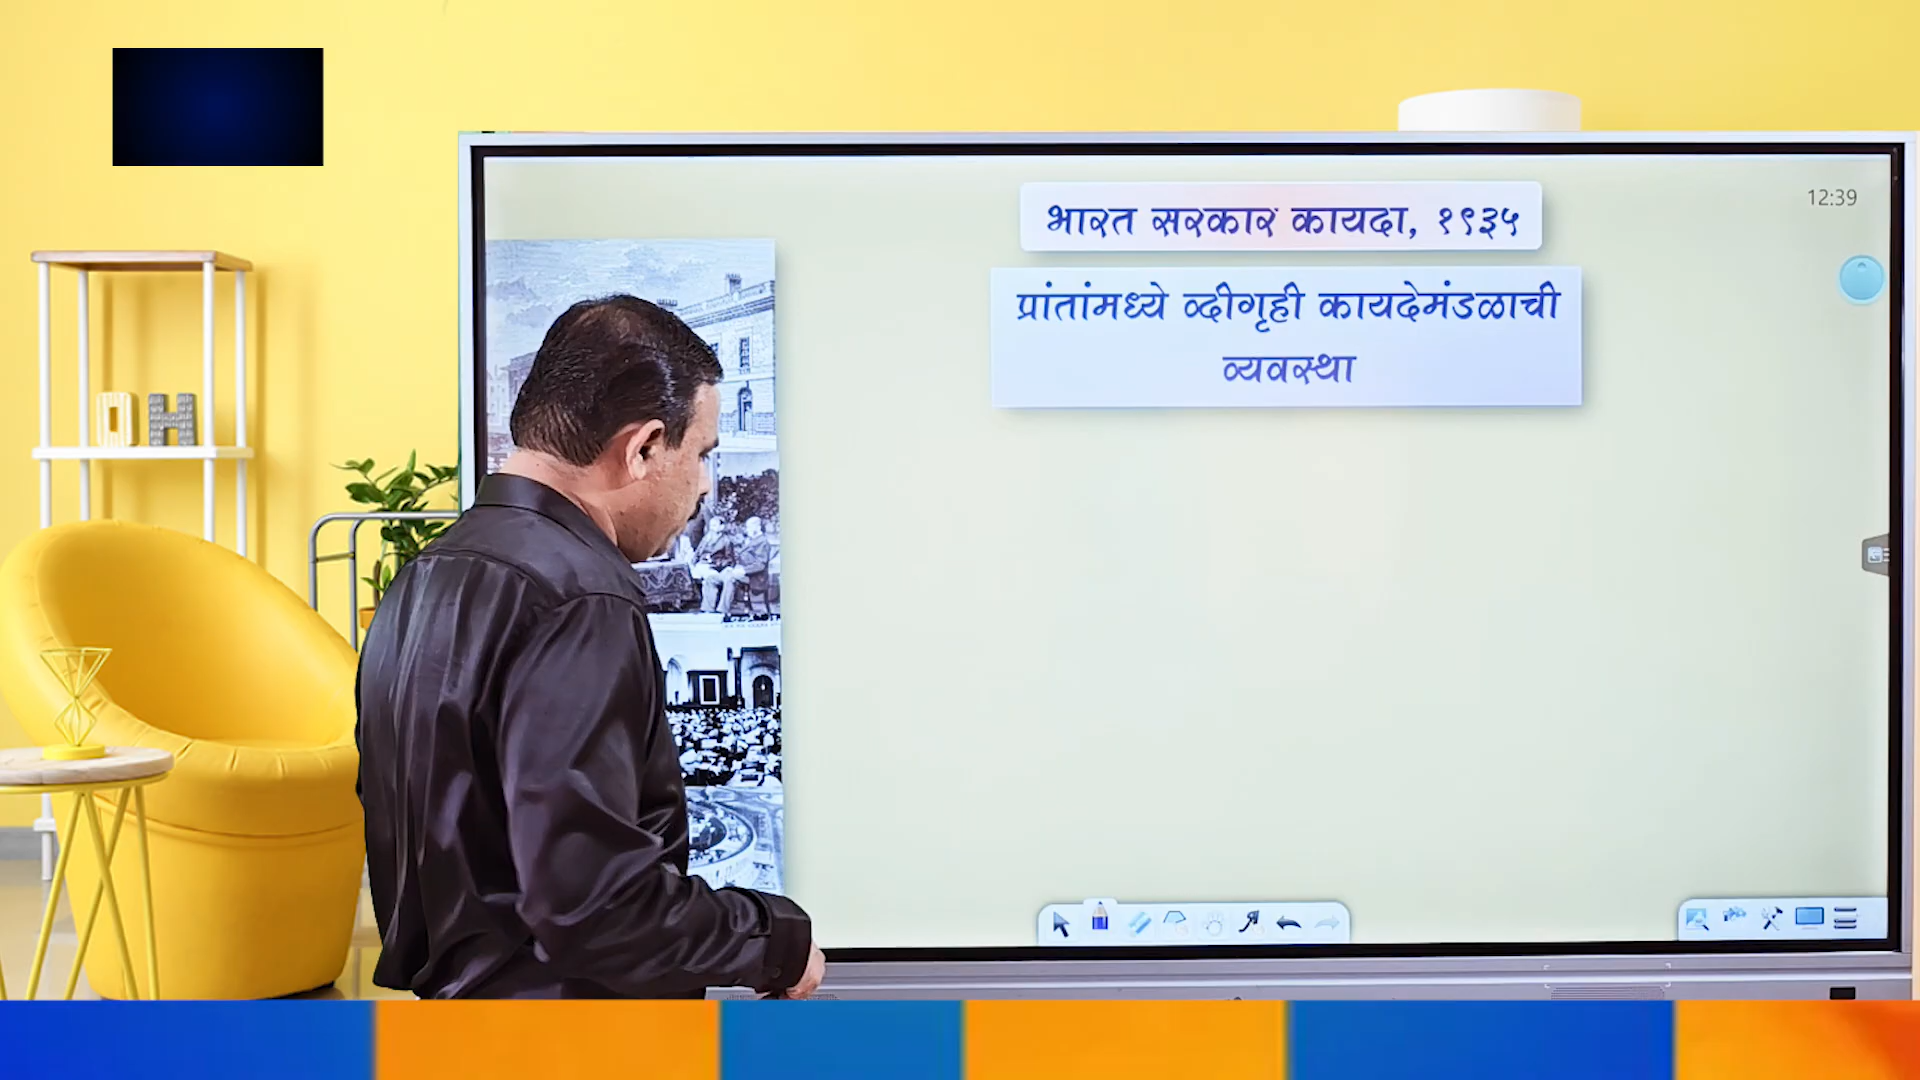 भारत सरकार कायदा, १९३५
12:39
प्रांतांमध्ये व्दीगृही कायदेमंडळाची
व्यवस्था